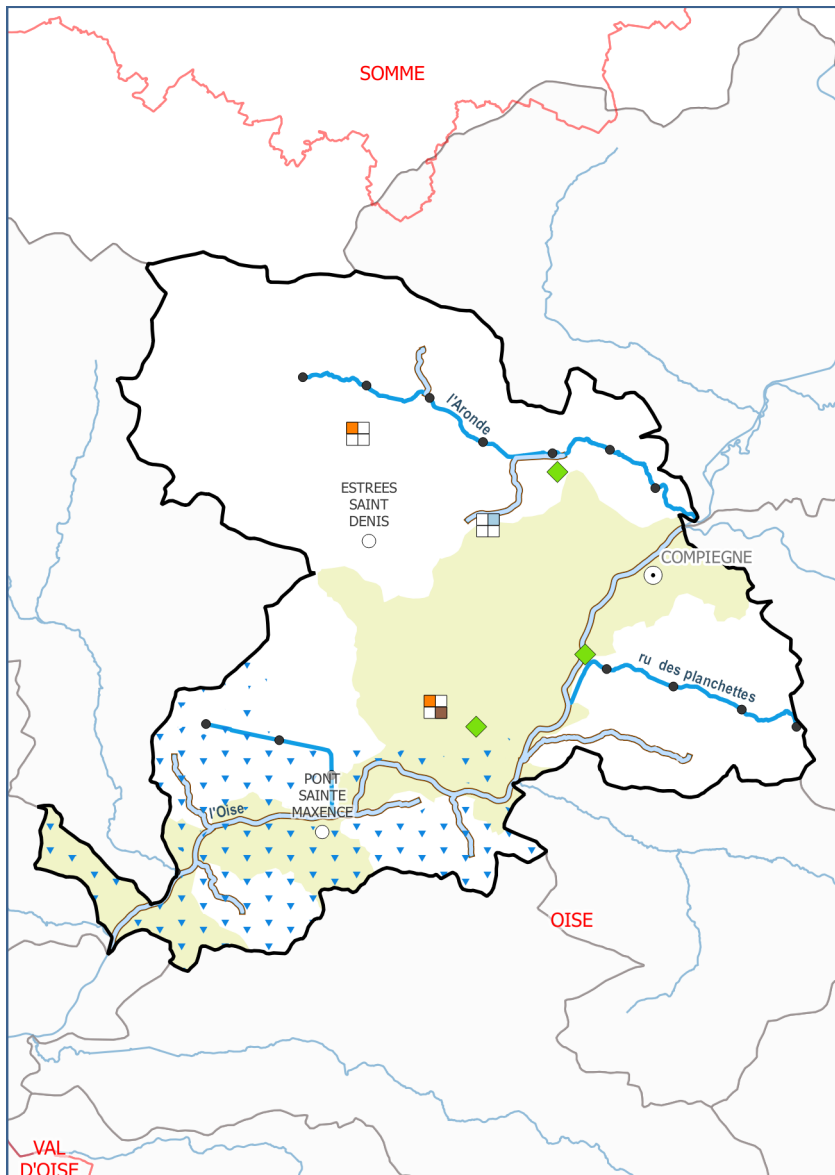 SOMME
l'Aronde
ESTREES
SAINT
DENIS
COMPIEGNE
ru des planchettes
PONT
SAINTE
MAXENCE
l'Oise
OISE
VAL
D'OISE